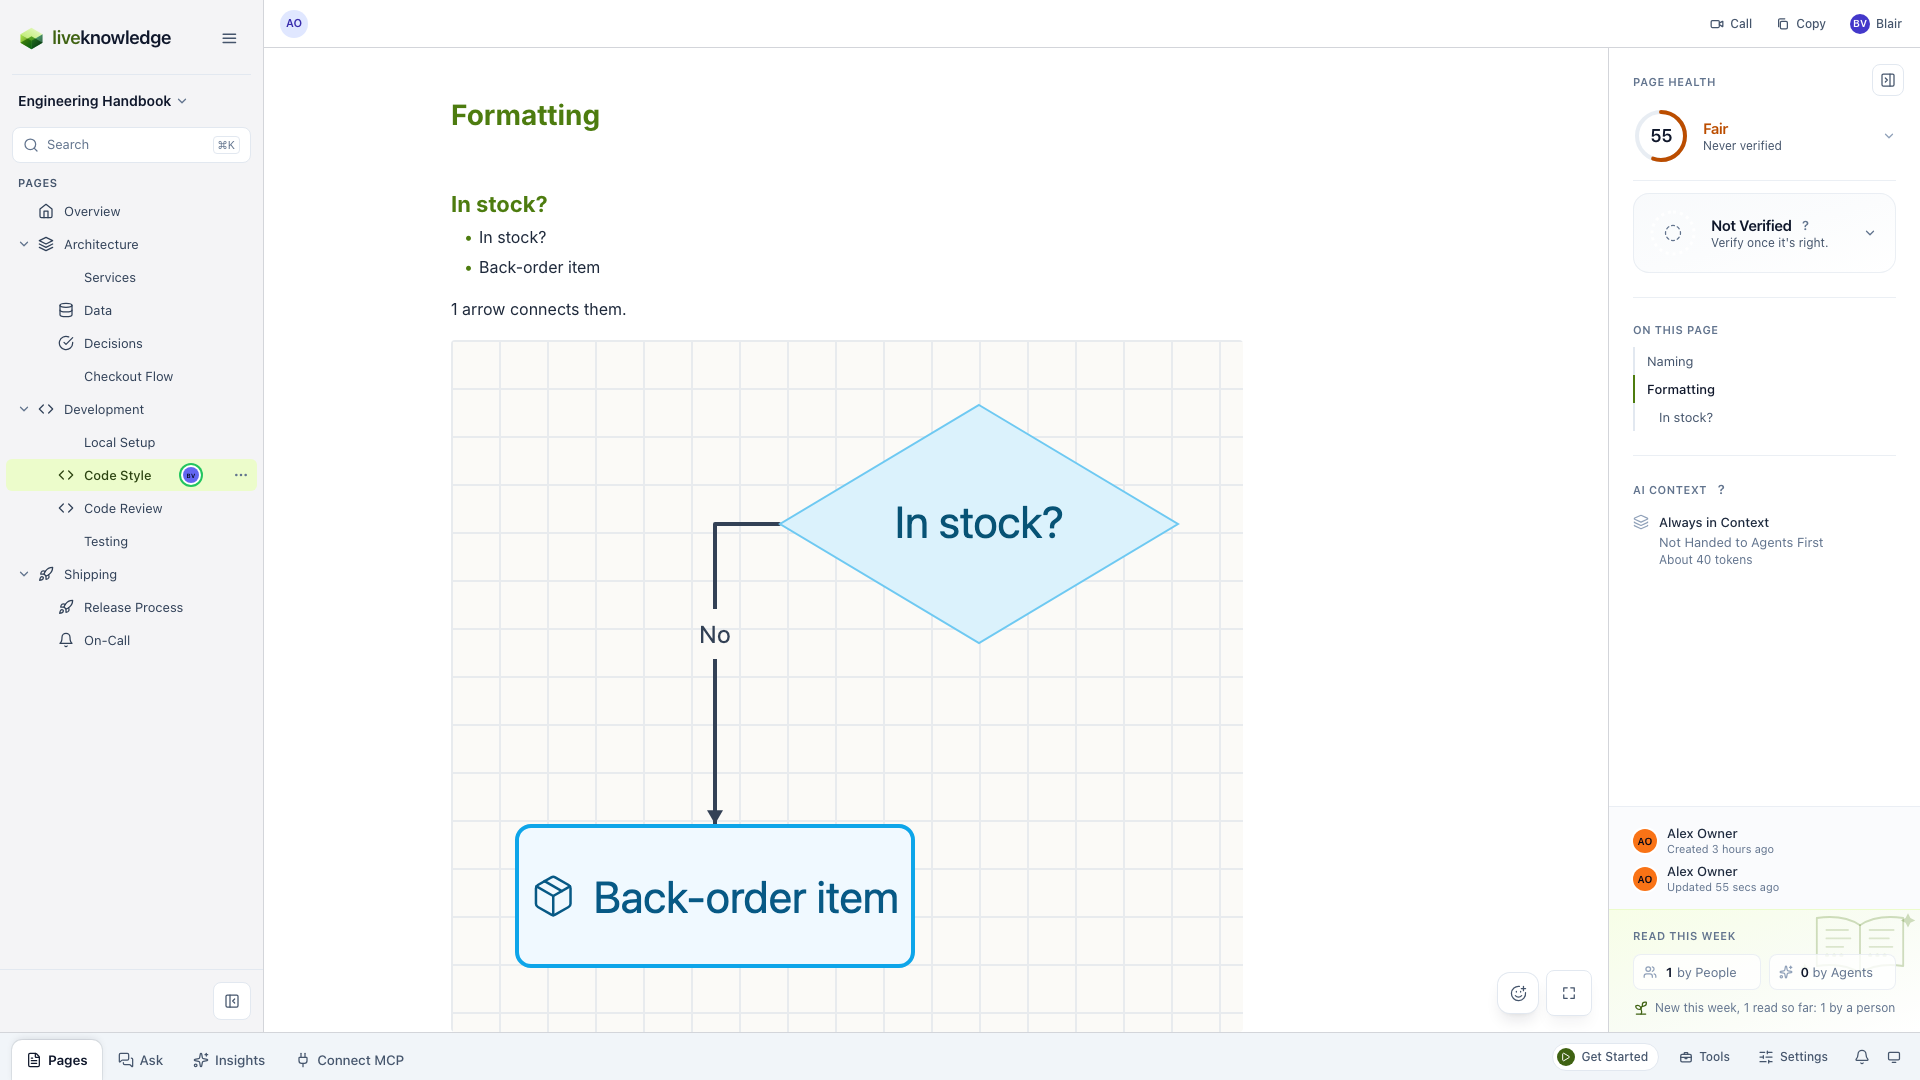 liveknowledge
Engineering Handbook
Search
⌘K
PAGES
Overview
Architecture
Services
Data
Decisions
Checkout Flow
Development
Local Setup
Code Style
BV
Code Review
Testing
Shipping
Release Process
On-Call
AO
Call
Copy
BV
Blair
Formatting
In stock?
• In stock?
• Back-order item
1 arrow connects them.
In stock?
No
Back-order item
PAGE HEALTH
55
Fair
Never verified
Not Verified ?
Verify once it's right.
ON THIS PAGE
Naming
Formatting
In stock?
AI CONTEXT ?
Always in Context
Not Handed to Agents First
About 40 tokens
AO
Alex Owner
Created 3 hours ago
AO
Alex Owner
Updated 55 secs ago
READ THIS WEEK
1 by People
0 by Agents
New this week, 1 read so far: 1 by a person
Pages
Ask
Insights
Connect MCP
Get Started
Tools
Settings